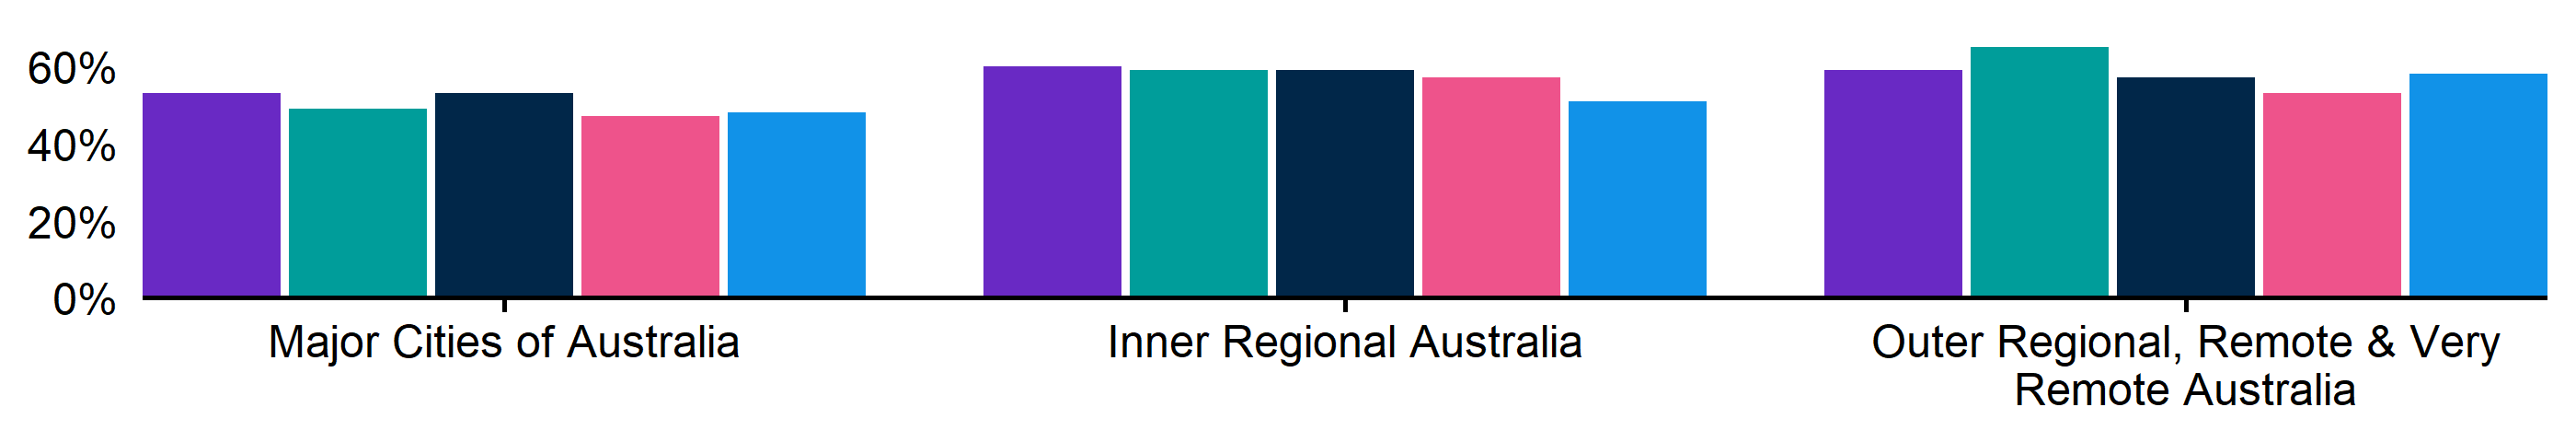 60%
40%
20%
0%
Major Cities of Australia
Inner Regional Australia
Outer Regional, Remote & Very
Remote Australia